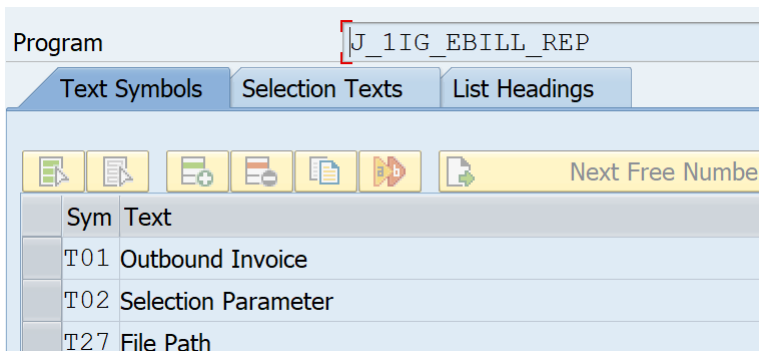 Program J_1IG_EBILL_REP
Text Symbols Selection Texts List Headings
Next Free Numbe
Sym Text
T01 Outbound Invoice
T02 Selection Parameter
T27 File Path